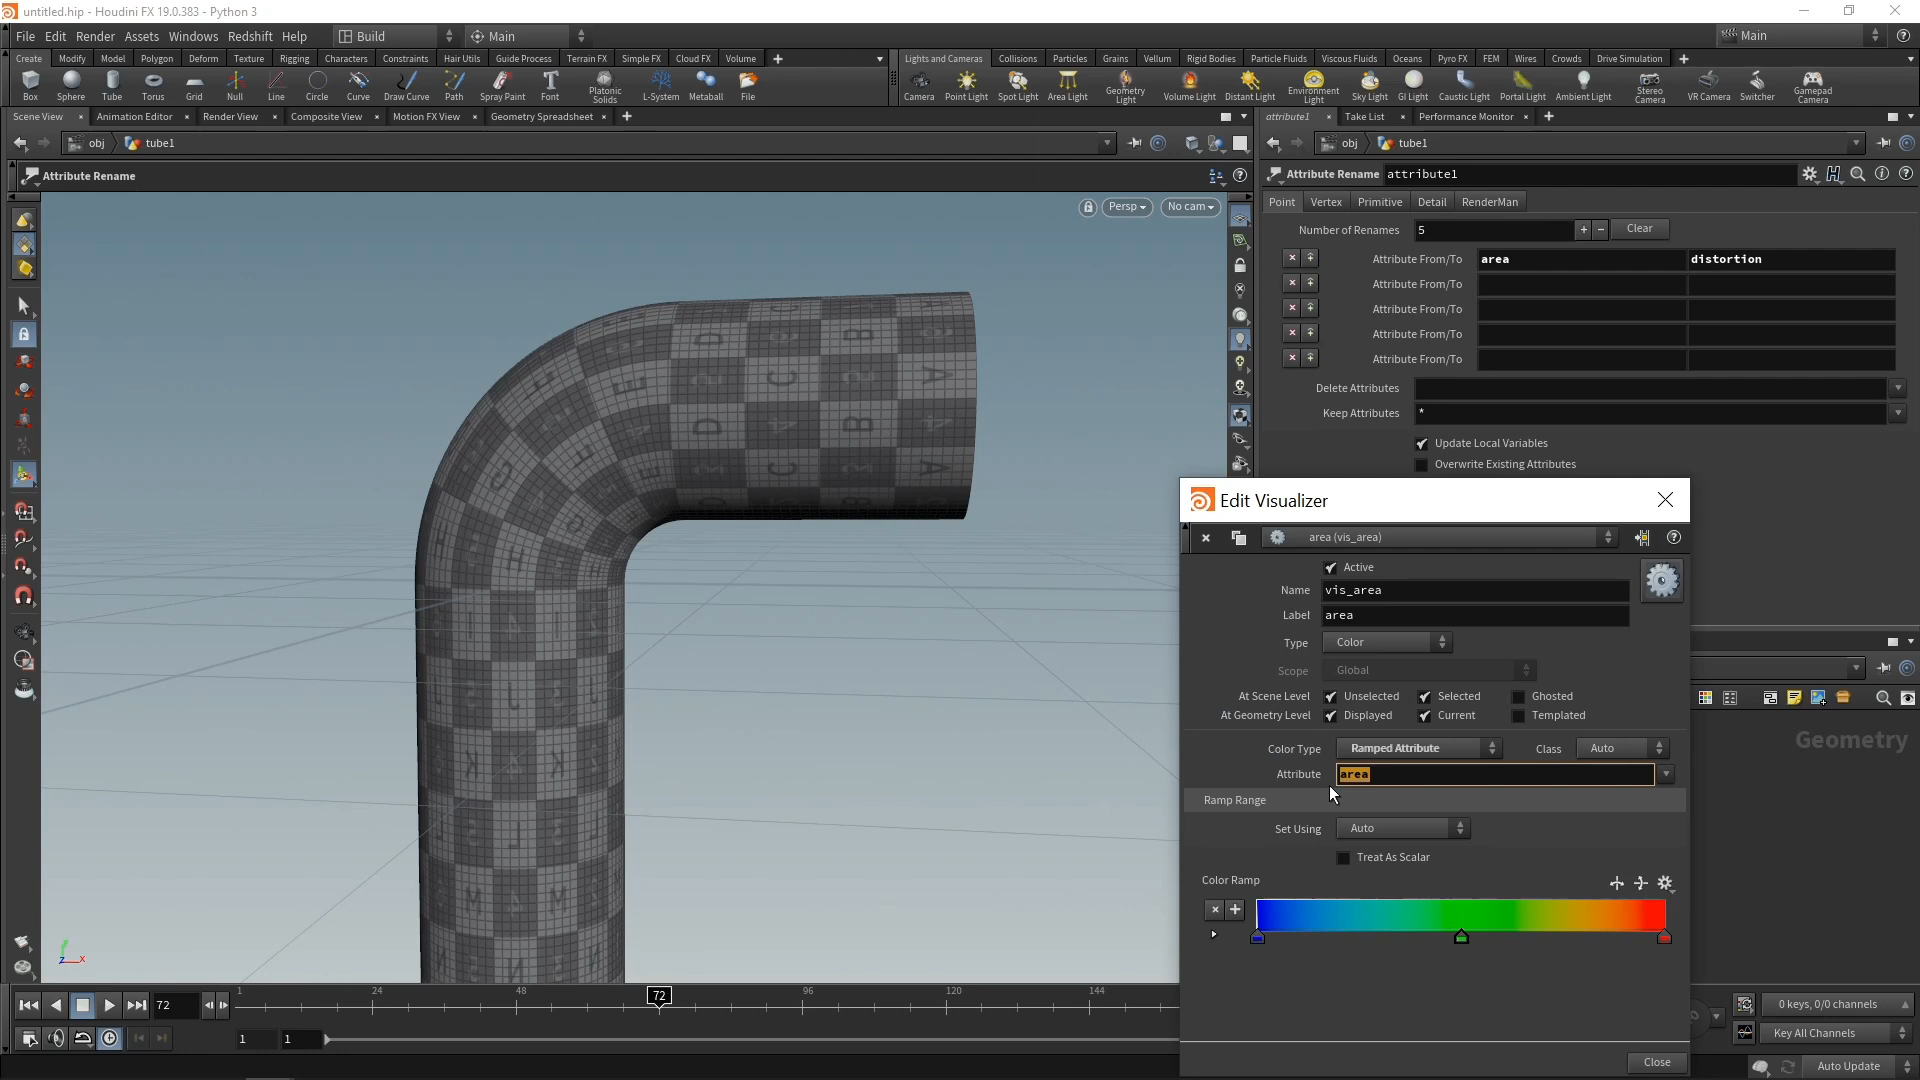 untitled.hip - Houdini FX 19.0.383 - Python 3
File Edit Render Assets Windows Redshift Help Build Main Main
Create Modify Model Polygon Deform Texture Rigging Characters Constraints Hair Utils Guide Process Terrain FX Simple FX Cloud FX Volume
Lights and Cameras Collisions Particles Grains Vellum Rigid Bodies Particle Fluids Viscous Fluids Oceans Pyro FX FEM Wires Crowds Drive Simulation
Box Sphere Tube Torus Grid Null Line Circle Curve Draw Curve Path Spray Paint Font Platonic Solids L-System Metaball File
Camera Point Light Spot Light Area Light Geometry Light Volume Light Distant Light Environment Light Sky Light GI Light Caustic Light Portal Light Ambient Light Stereo Camera VR Camera Switcher Gamepad Camera
Scene View Animation Editor Render View Composite View Motion FX View Geometry Spreadsheet
attribute1 Take List Performance Monitor
obj tube1
obj tube1
Attribute Rename
Attribute Rename attribute1
Persp No cam
Point Vertex Primitive Detail RenderMan
Number of Renames 5 Clear
Attribute From/To area distortion
Attribute From/To
Attribute From/To
Attribute From/To
Attribute From/To
Delete Attributes
Keep Attributes *
Update Local Variables
Overwrite Existing Attributes
Edit Visualizer
area (vis_area)
Active
Name vis_area
Label area
Type Color
Scope Global
At Scene Level Unselected Selected Ghosted
At Geometry Level Displayed Current Templated
Color Type Ramped Attribute Class Auto
Attribute area
Ramp Range
Set Using Auto
Treat As Scalar
Color Ramp
Close
Geometry
72
1 24 48 72 96 120 144
1 1
0 keys, 0/0 channels
Key All Channels
Auto Update